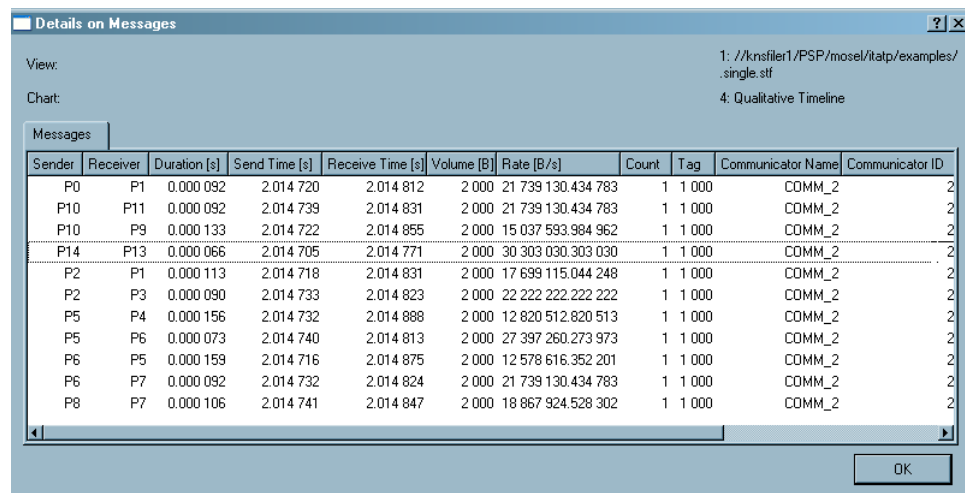 Details on Messages
View:
1: //knsfiler1/PSP/mosel/itatp/examples/
.single.stf
Chart:
4: Qualitative Timeline
Messages
Sender Receiver Duration [s] Send Time [s] Receive Time [s] Volume [B] Rate [B/s] Count Tag Communicator Name Communicator ID
P0 P1 0.000 092 2.014 720 2.014 812 2 000 21 739 130.434 783 1 1 000 COMM_2 2
P10 P11 0.000 092 2.014 739 2.014 831 2 000 21 739 130.434 783 1 1 000 COMM_2 2
P10 P9 0.000 133 2.014 722 2.014 855 2 000 15 037 593.984 962 1 1 000 COMM_2 2
P14 P13 0.000 066 2.014 705 2.014 771 2 000 30 303 030.303 030 1 1 000 COMM_2 2
P2 P1 0.000 113 2.014 718 2.014 831 2 000 17 699 115.044 248 1 1 000 COMM_2 2
P2 P3 0.000 090 2.014 733 2.014 823 2 000 22 222 222.222 222 1 1 000 COMM_2 2
P5 P4 0.000 156 2.014 732 2.014 888 2 000 12 820 512.820 513 1 1 000 COMM_2 2
P5 P6 0.000 073 2.014 740 2.014 813 2 000 27 397 260.273 973 1 1 000 COMM_2 2
P6 P5 0.000 159 2.014 716 2.014 875 2 000 12 578 616.352 201 1 1 000 COMM_2 2
P6 P7 0.000 092 2.014 732 2.014 824 2 000 21 739 130.434 783 1 1 000 COMM_2 2
P8 P7 0.000 106 2.014 741 2.014 847 2 000 18 867 924.528 302 1 1 000 COMM_2 2
OK